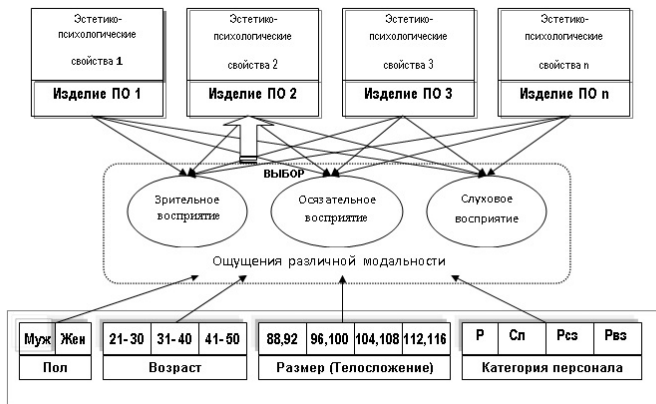 Эстетико-
психологические
свойства 1
Изделие ПО 1
Эстетико-
психологические
свойства 2
Изделие ПО 2
Эстетико-
психологические
свойства 3
Изделие ПО 3
Эстетико-
психологические
свойства n
Изделие ПО n
ВЫБОР
Зрительное
восприятие
Осязательное
восприятие
Слуховое
восприятие
Ощущения различной модальности
Муж Жен
Пол
21- 30 31- 40 41- 50
Возраст
88,92 96,100 104,108 112,116
Размер (Телосложение)
Р Сл Рсз Рвз
Категория персонала